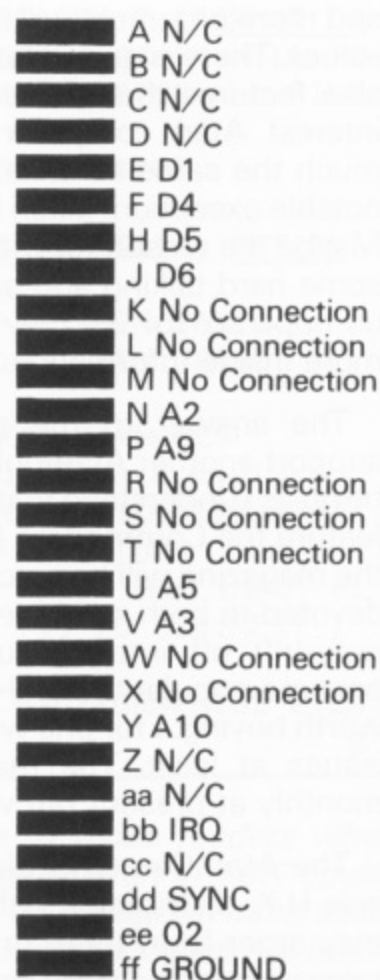 A N/C
B N/C
C N/C
D N/C
E D1
F D4
H D5
J D6
K No Connection
L No Connection
M No Connection
N A2
P A9
R No Connection
S No Connection
T No Connection
U A5
V A3
W No Connection
X No Connection
Y A10
Z N/C
aa N/C
bb IRQ
cc N/C
dd SYNC
ee 02
ff GROUND